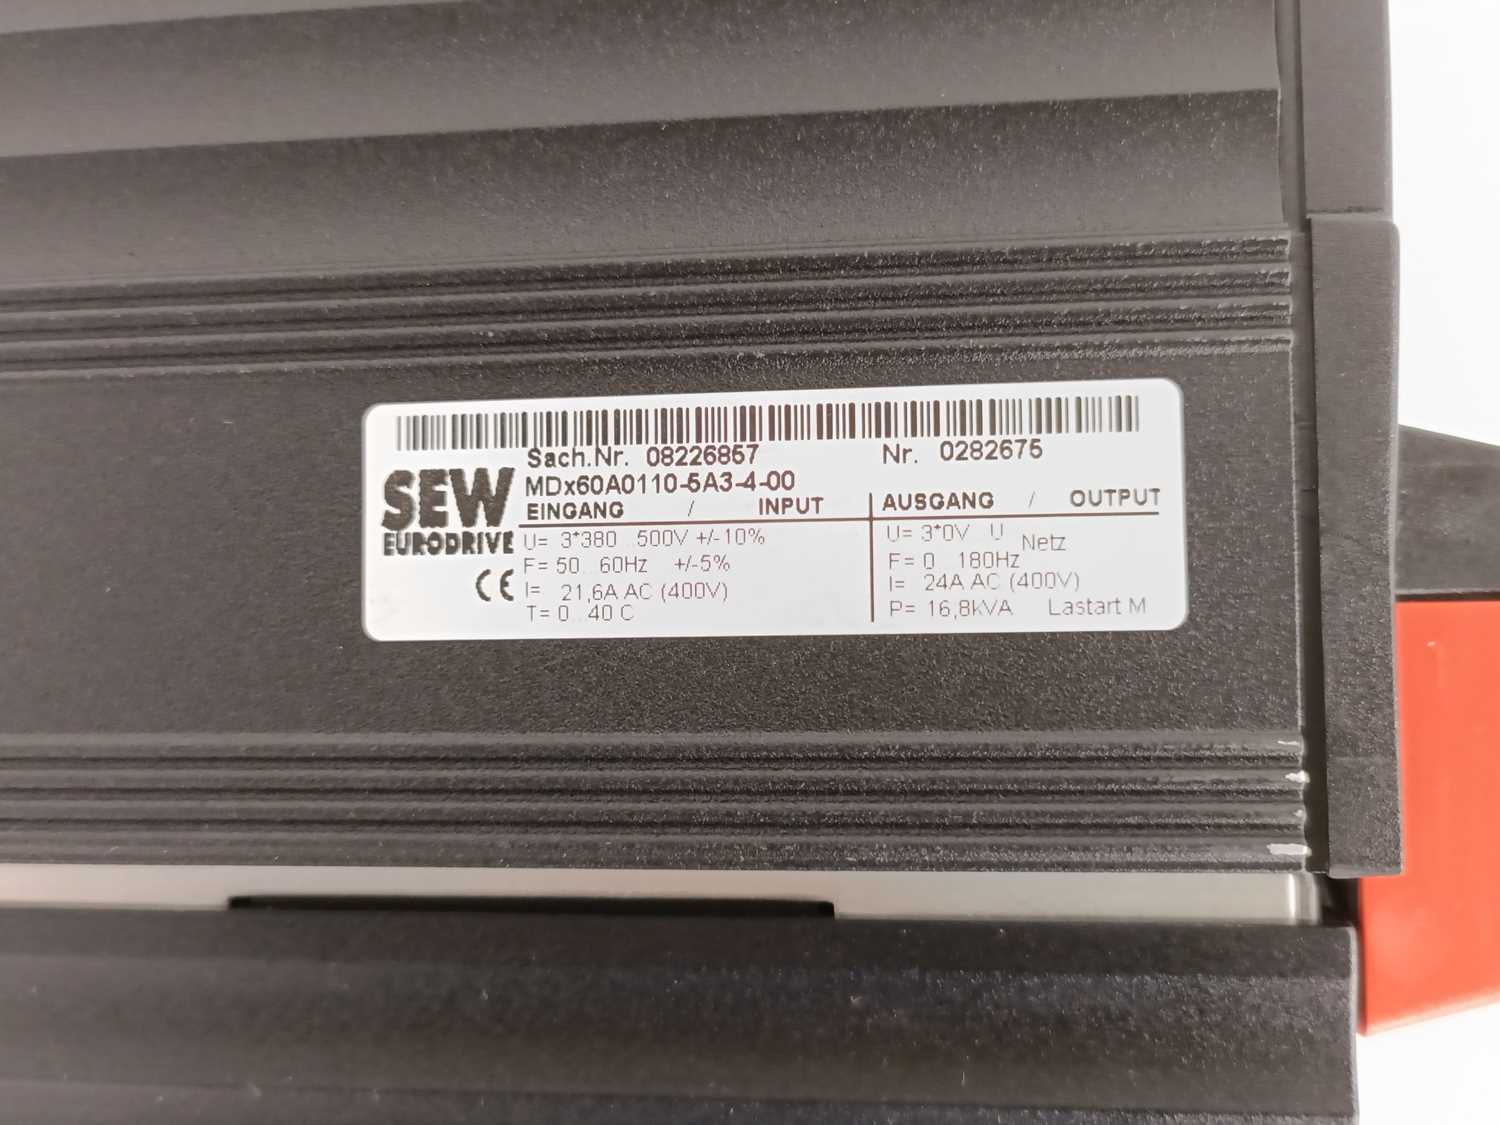 Sach.Nr. 08226857 Nr. 0282675
SEW
EURODRIVE
CE
MDx60A0110-5A3-4-00
EINGANG / INPUT
U= 3*380...500V +/-10%
F= 50...60Hz +/-5%
I= 21,6A AC (400V)
T= 0...40 C
AUSGANG / OUTPUT
U= 3*0V...U Netz
F= 0...180Hz
I= 24A AC (400V)
P= 16,8kVA Lastart M